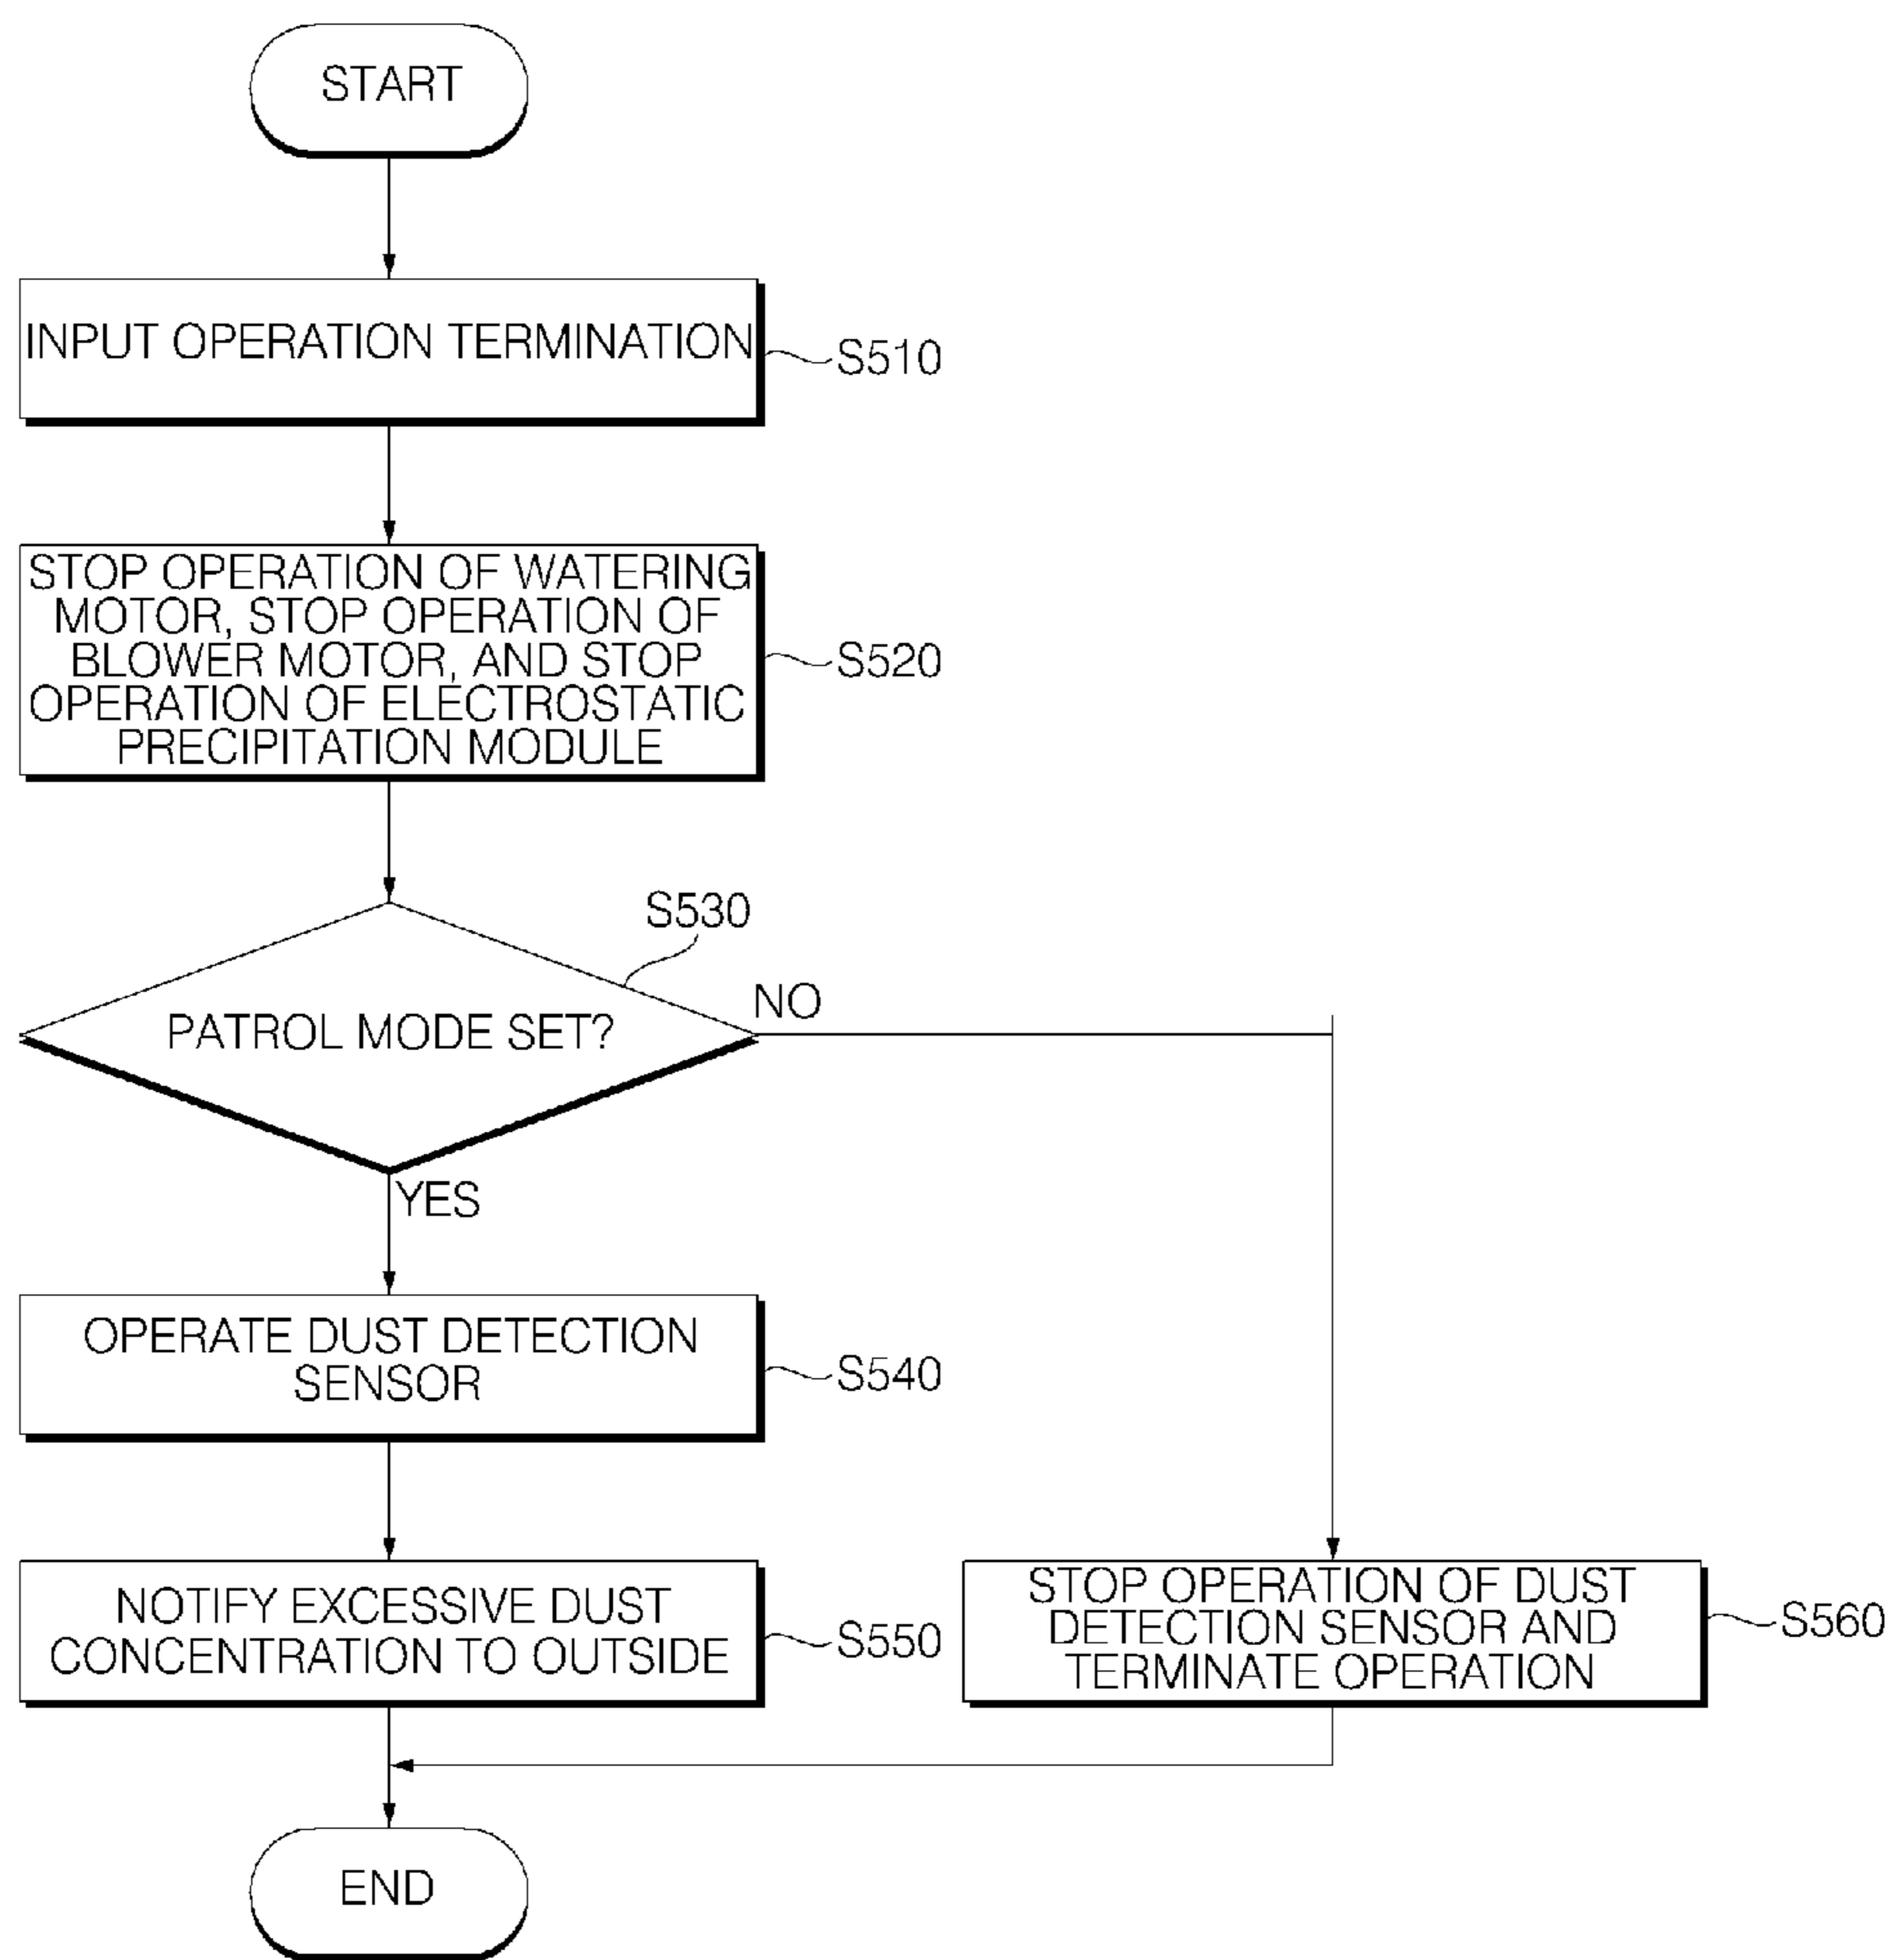 START
INPUT OPERATION TERMINATION
S510
STOP OPERATION OF WATERING
MOTOR, STOP OPERATION OF
BLOWER MOTOR, AND STOP
OPERATION OF ELECTROSTATIC
PRECIPITATION MODULE
S520
S530
PATROL MODE SET?
NO
YES
OPERATE DUST DETECTION
SENSOR
S540
NOTIFY EXCESSIVE DUST
CONCENTRATION TO OUTSIDE
S550
STOP OPERATION OF DUST
DETECTION SENSOR AND
TERMINATE OPERATION
S560
END